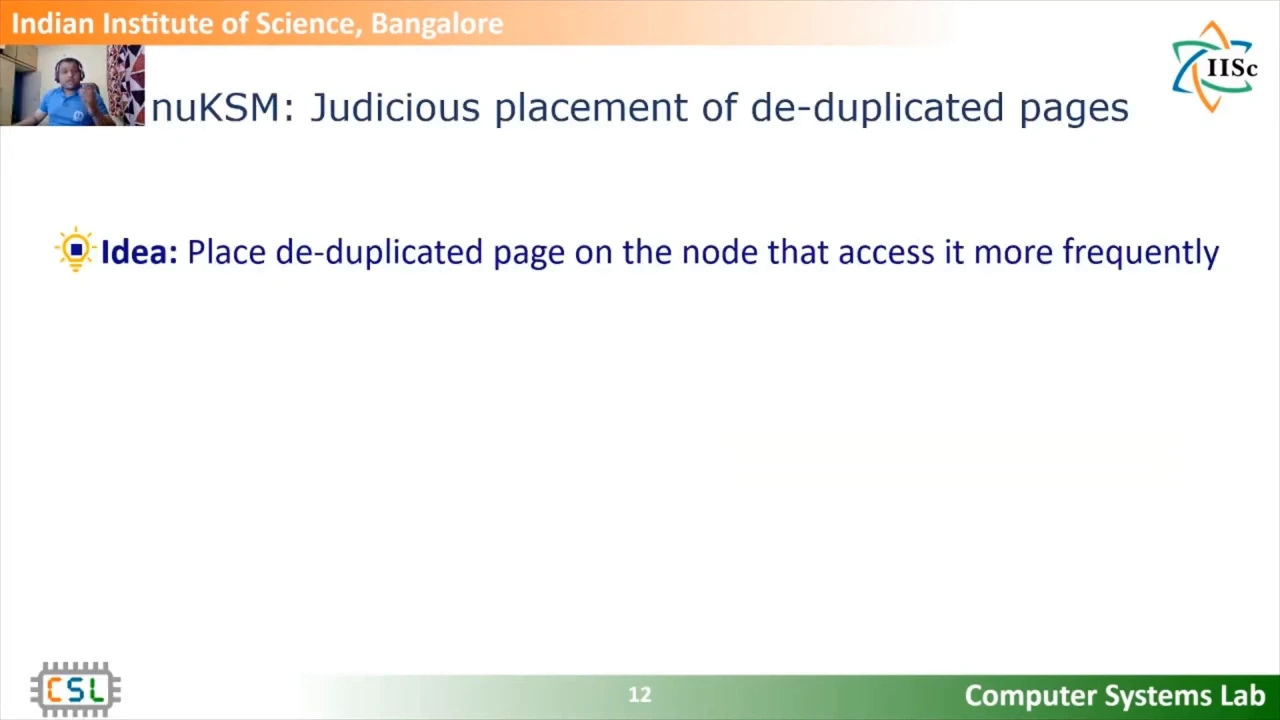 Indian Institute of Science, Bangalore
IISc
nuKSM: Judicious placement of de-duplicated pages
Idea: Place de-duplicated page on the node that access it more frequently
CSL
12
Computer Systems Lab